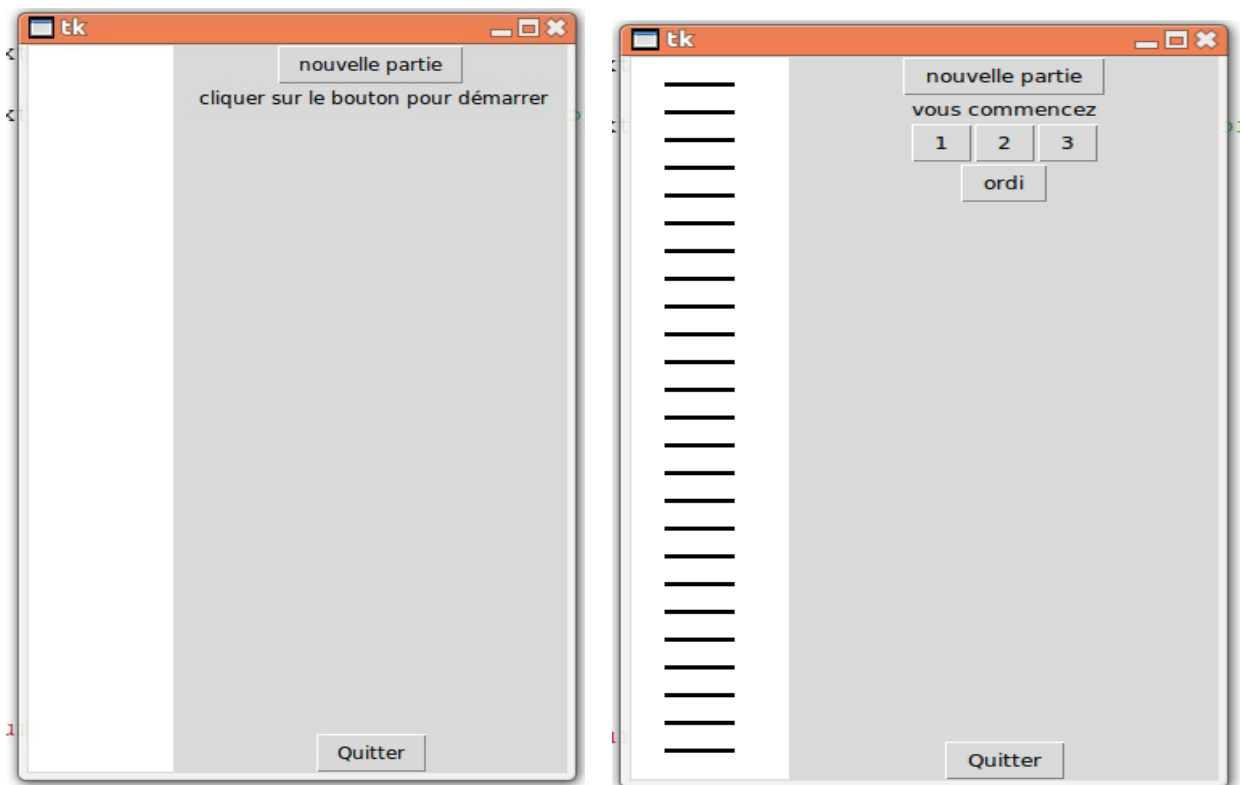 tk
nouvelle partie
cliquer sur le bouton pour démarrer
Quitter
tk
nouvelle partie
vous commencez
1 2 3
ordi
Quitter